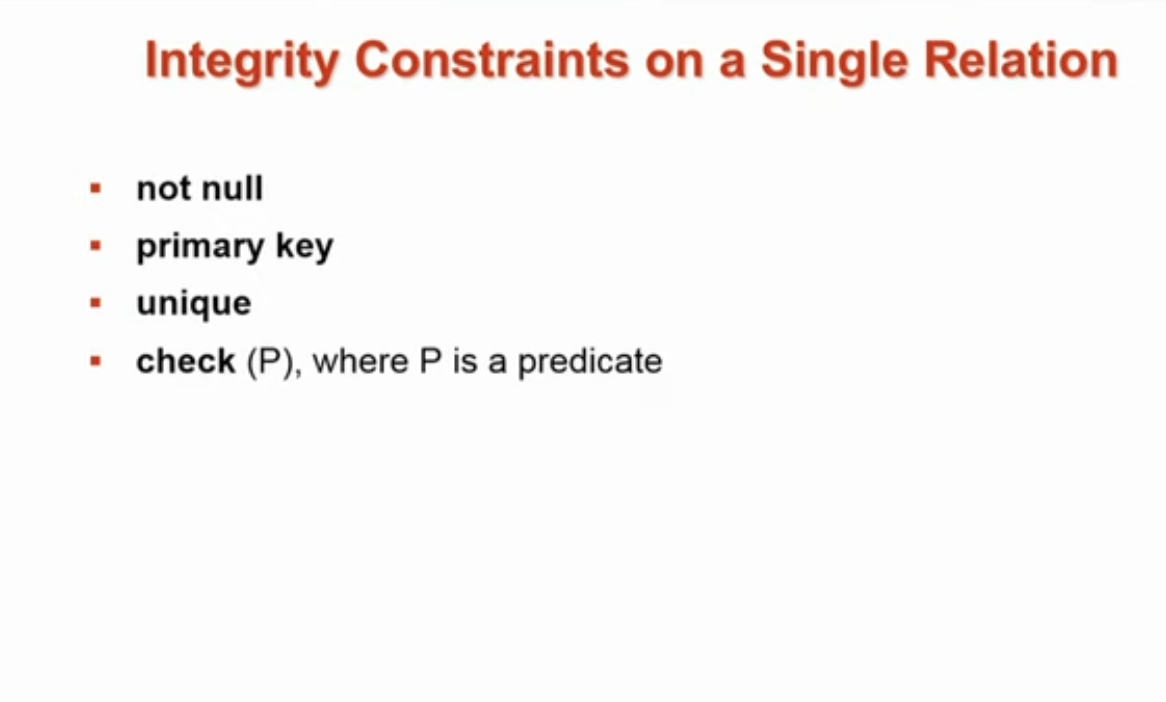 Integrity Constraints on a Single Relation
▪ not null
▪ primary key
▪ unique
▪ check (P), where P is a predicate